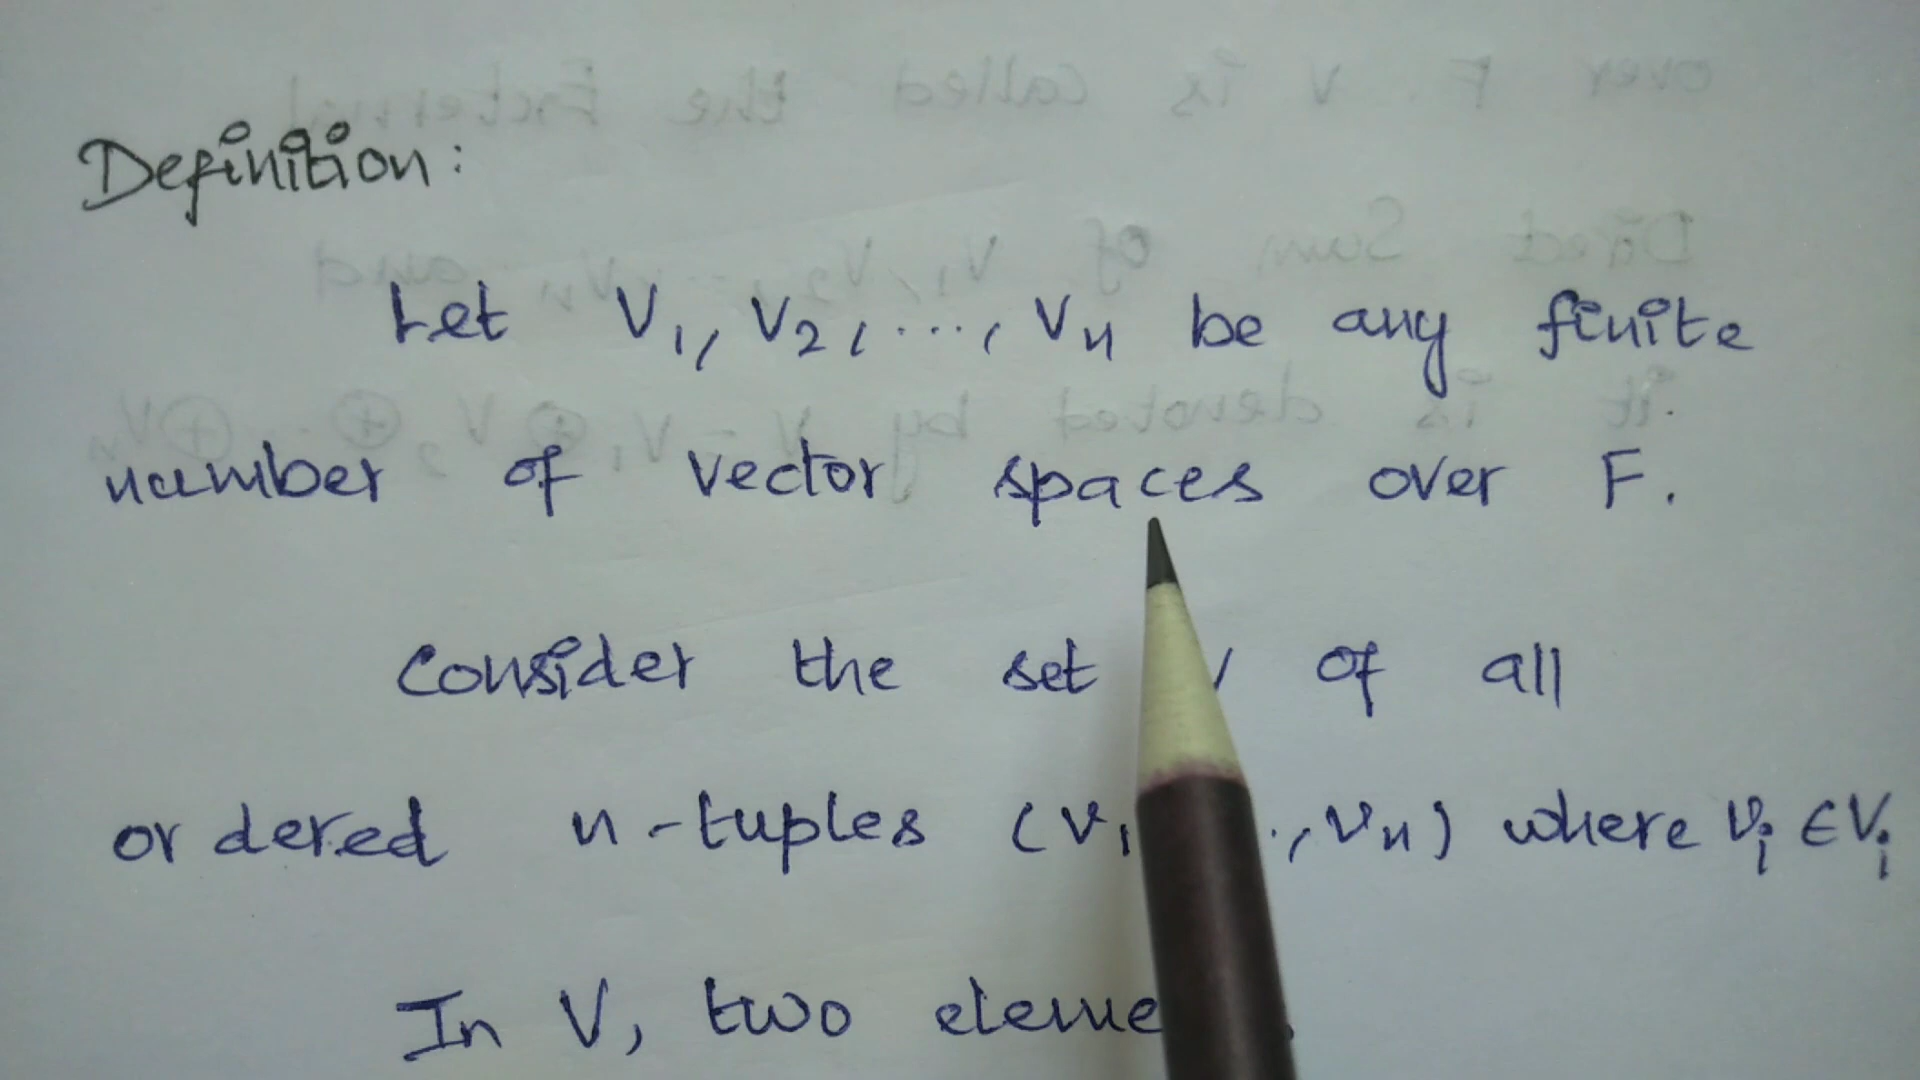 Definition:
Let V1, V2, ..., Vn be any finite
number of vector spaces over F.
Consider the set of all
ordered n-tuples (v1 .., vn) where vi ∈ Vi
In V, two